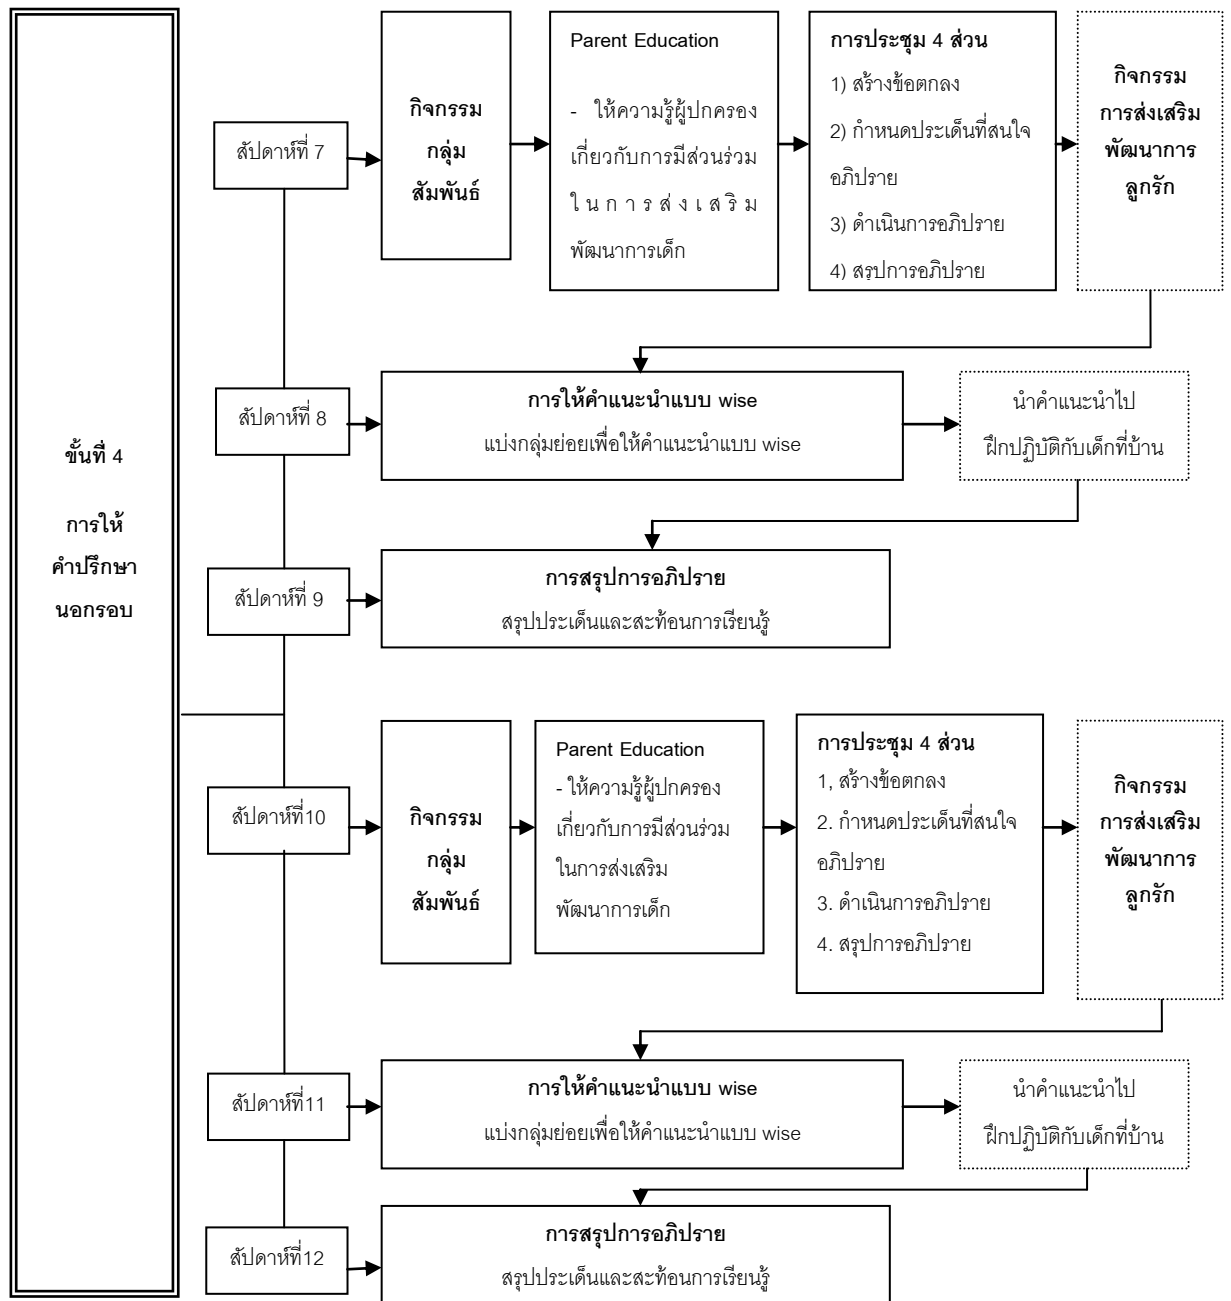 ขั้นที่ 4
การให้
คำปรึกษา
นอกรอบ
สัปดาห์ที่ 7
กิจกรรม
กลุ่ม
สัมพันธ์
Parent Education
- ให้ความรู้ผู้ปกครอง
เกี่ยวกับการมีส่วนร่วม
ในการส่งเสริม
พัฒนาการเด็ก
การประชุม 4 ส่วน
1) สร้างข้อตกลง
2) กำหนดประเด็นที่สนใจ
อภิปราย
3) ดำเนินการอภิปราย
4) สรุปการอภิปราย
กิจกรรม
การส่งเสริม
พัฒนาการ
ลูกรัก
สัปดาห์ที่ 8
การให้คำแนะนำแบบ wise
แบ่งกลุ่มย่อยเพื่อให้คำแนะนำแบบ wise
นำคำแนะนำไป
ฝึกปฏิบัติกับเด็กที่บ้าน
สัปดาห์ที่ 9
การสรุปการอภิปราย
สรุปประเด็นและสะท้อนการเรียนรู้
สัปดาห์ที่10
กิจกรรม
กลุ่ม
สัมพันธ์
Parent Education
- ให้ความรู้ผู้ปกครอง
เกี่ยวกับการมีส่วนร่วม
ในการส่งเสริม
พัฒนาการเด็ก
การประชุม 4 ส่วน
1, สร้างข้อตกลง
2. กำหนดประเด็นที่สนใจ
อภิปราย
3. ดำเนินการอภิปราย
4. สรุปการอภิปราย
กิจกรรม
การส่งเสริม
พัฒนาการ
ลูกรัก
สัปดาห์ที่11
การให้คำแนะนำแบบ wise
แบ่งกลุ่มย่อยเพื่อให้คำแนะนำแบบ wise
นำคำแนะนำไป
ฝึกปฏิบัติกับเด็กที่บ้าน
สัปดาห์ที่12
การสรุปการอภิปราย
สรุปประเด็นและสะท้อนการเรียนรู้